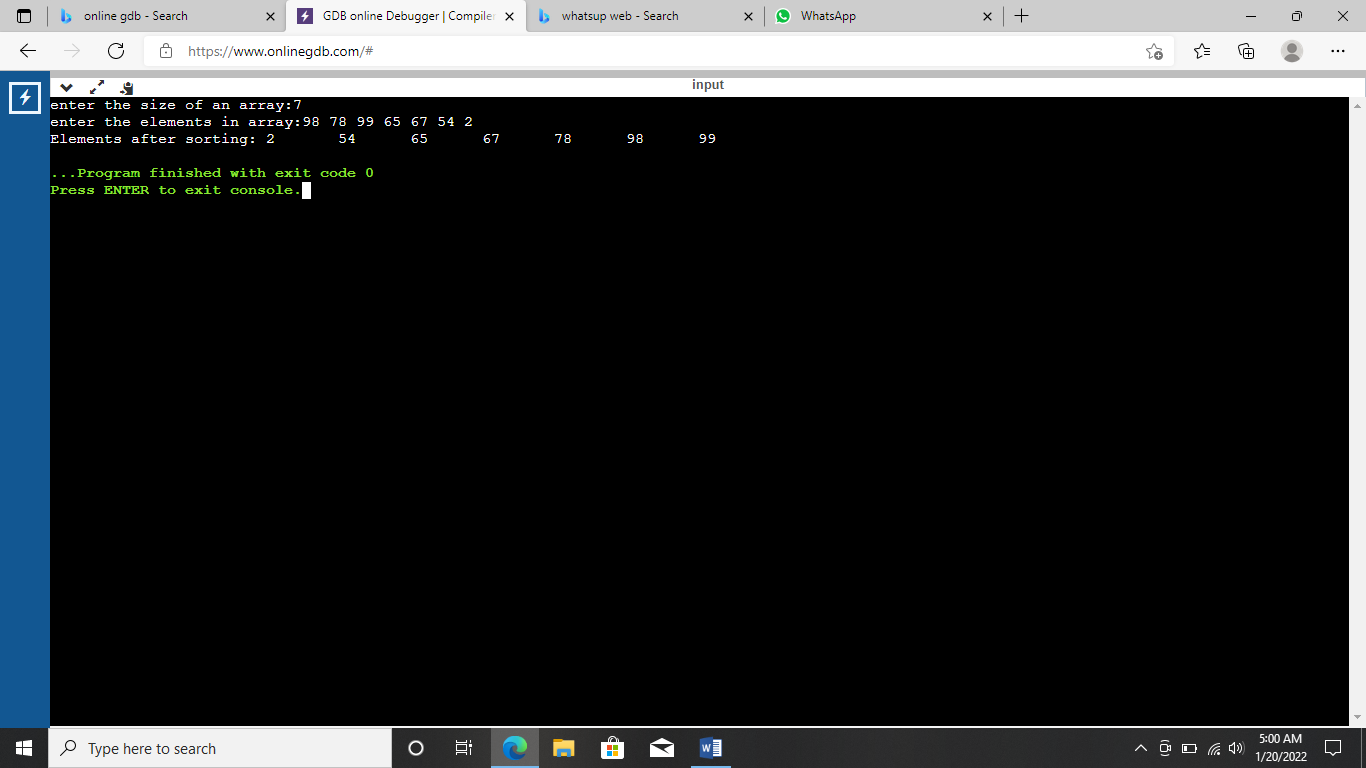 online gdb - Search
GDB online Debugger | Compiler
whatsup web - Search
WhatsApp
https://www.onlinegdb.com/#
input
enter the size of an array:7
enter the elements in array:98 78 99 65 67 54 2
Elements after sorting: 2 54 65 67 78 98 99
...Program finished with exit code 0
Press ENTER to exit console.
Type here to search
5:00 AM
1/20/2022